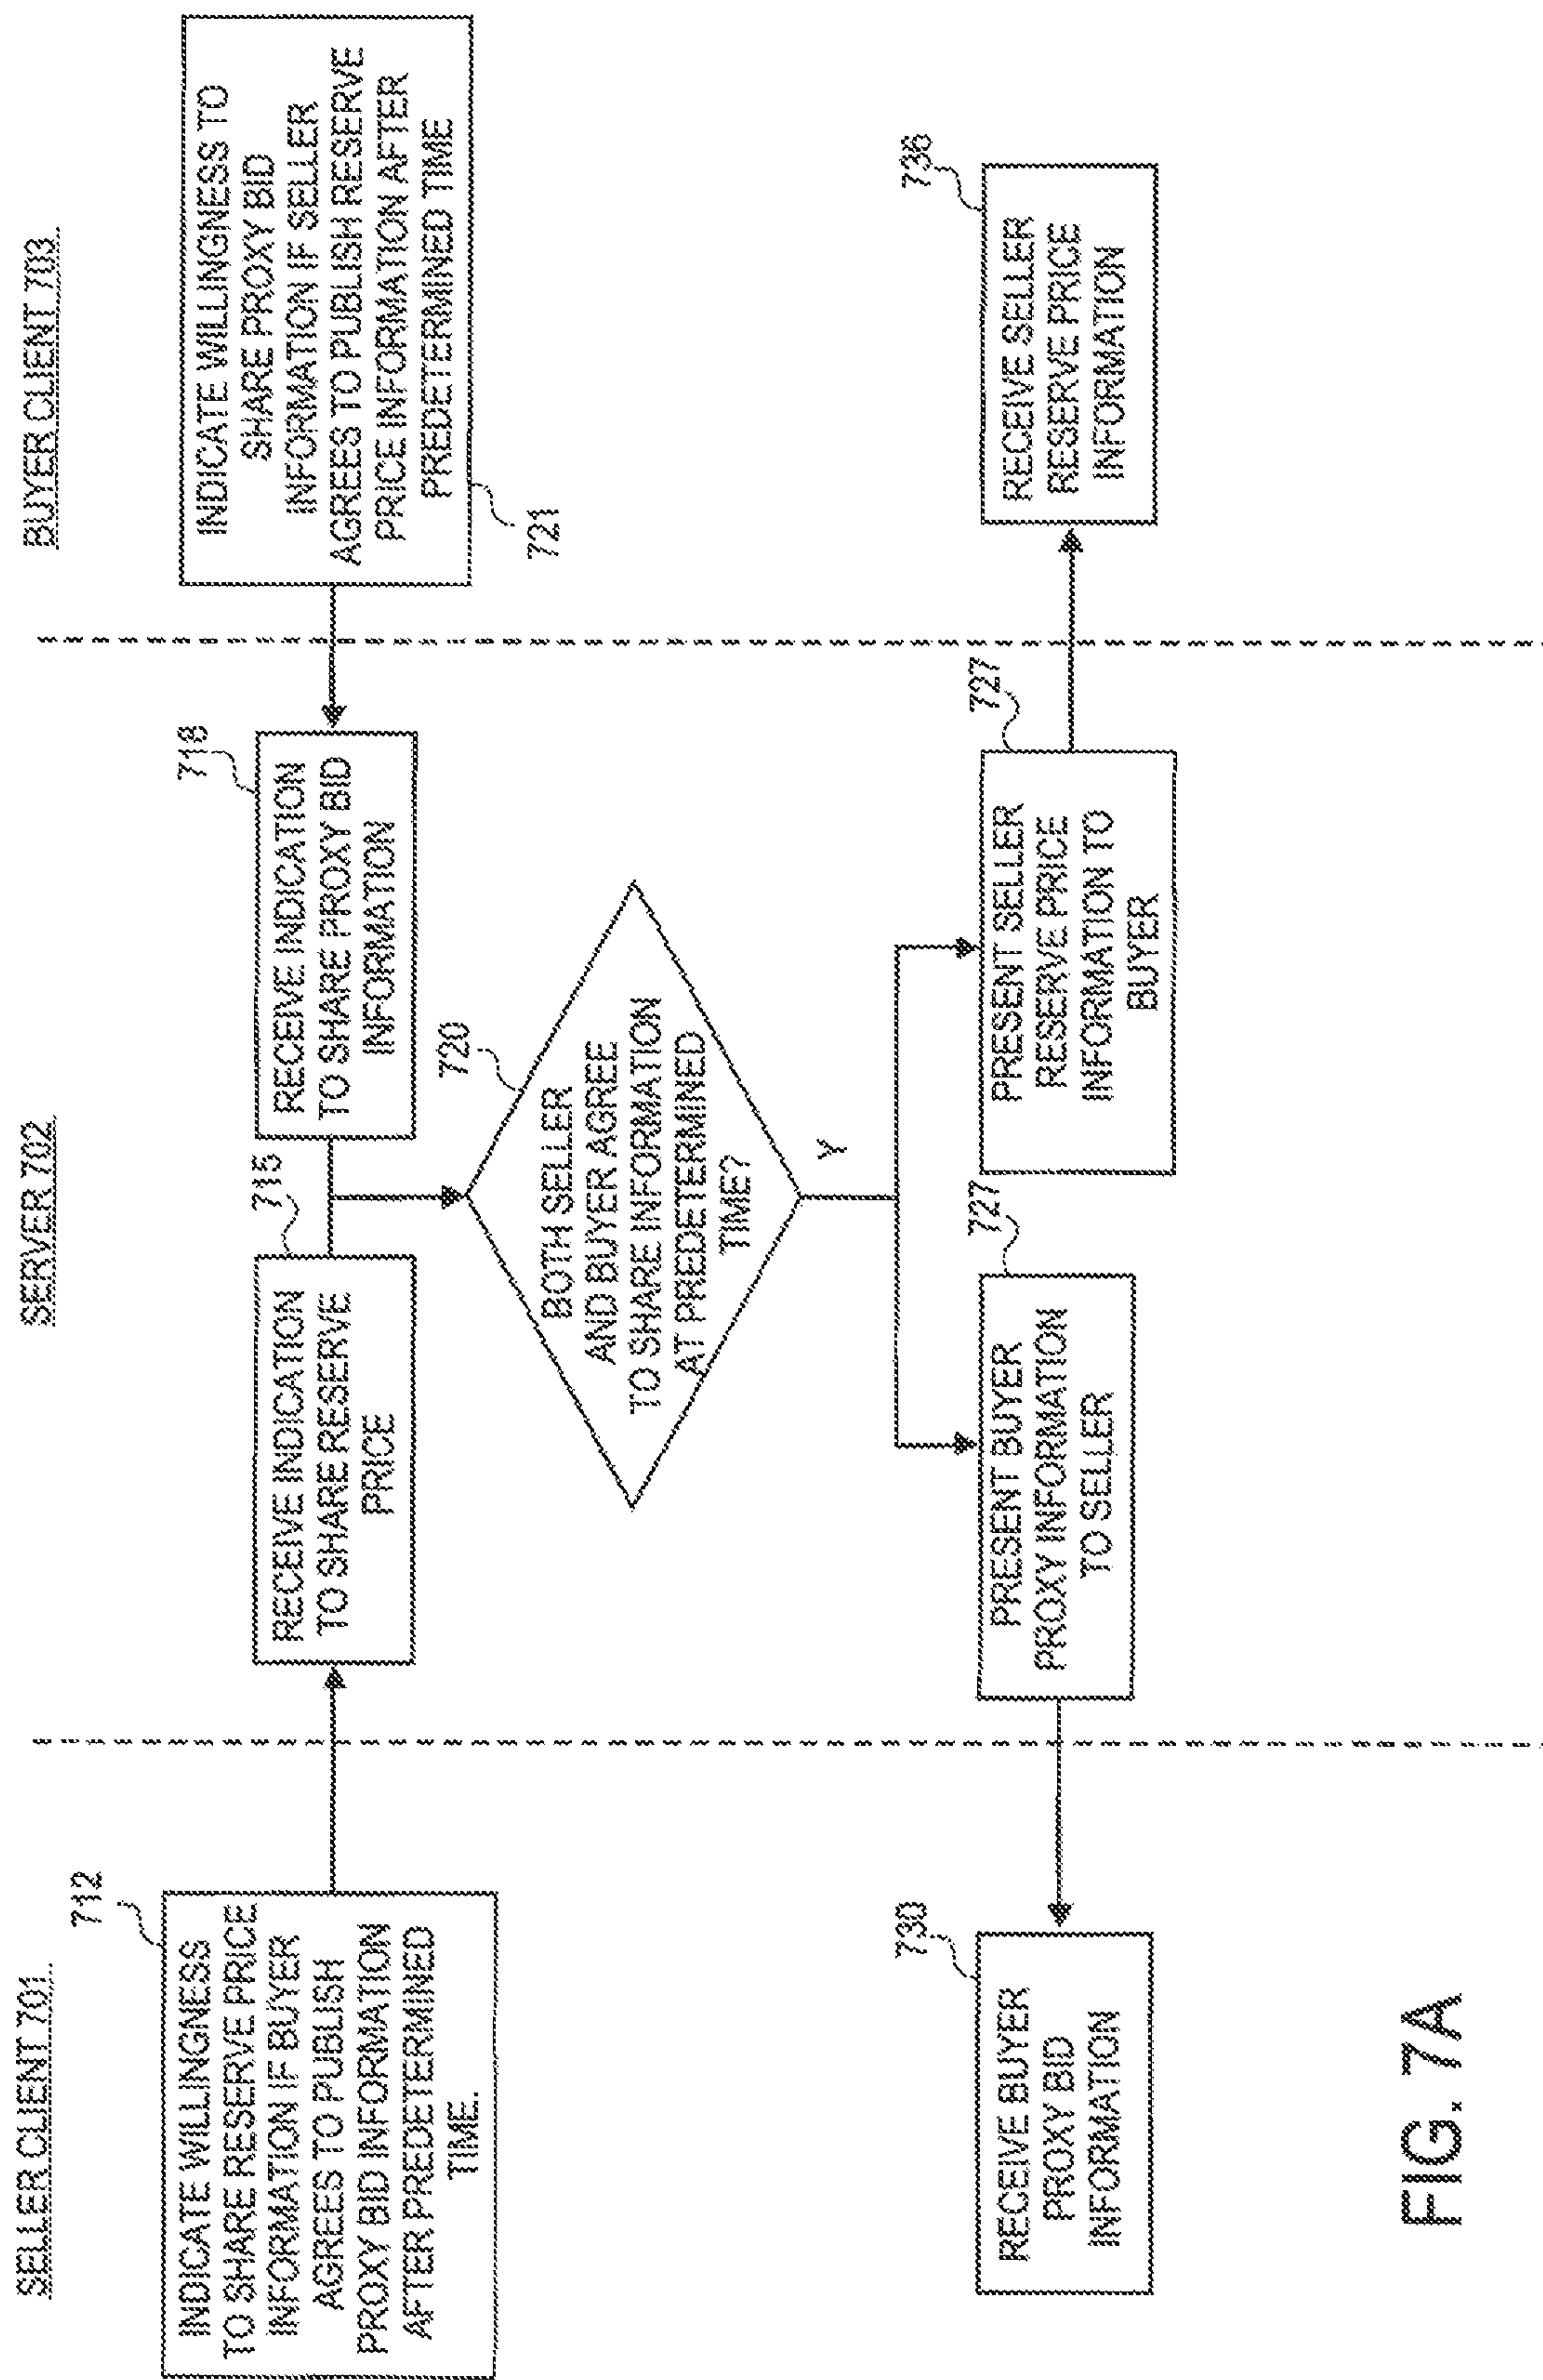 SELLER CLIENT 701
SERVER 702
BUYER CLIENT 703
712
INDICATE WILLINGNESS
TO SHARE RESERVE PRICE
INFORMATION IF BUYER
AGREES TO PUBLISH
PROXY BID INFORMATION
AFTER PREDETERMINED
TIME.
715
RECEIVE INDICATION
TO SHARE RESERVE
PRICE
718
RECEIVE INDICATION
TO SHARE PROXY BID
INFORMATION
INDICATE WILLINGNESS TO
SHARE PROXY BID
INFORMATION IF SELLER
AGREES TO PUBLISH RESERVE
PRICE INFORMATION AFTER
PREDETERMINED TIME
721
720
BOTH SELLER
AND BUYER AGREE
TO SHARE INFORMATION
AT PREDETERMINED
TIME?
Y
730
RECEIVE BUYER
PROXY BID
INFORMATION
727
PRESENT BUYER
PROXY INFORMATION
TO SELLER
727
PRESENT SELLER
RESERVE PRICE
INFORMATION TO
BUYER
736
RECEIVE SELLER
RESERVE PRICE
INFORMATION
FIG. 7A